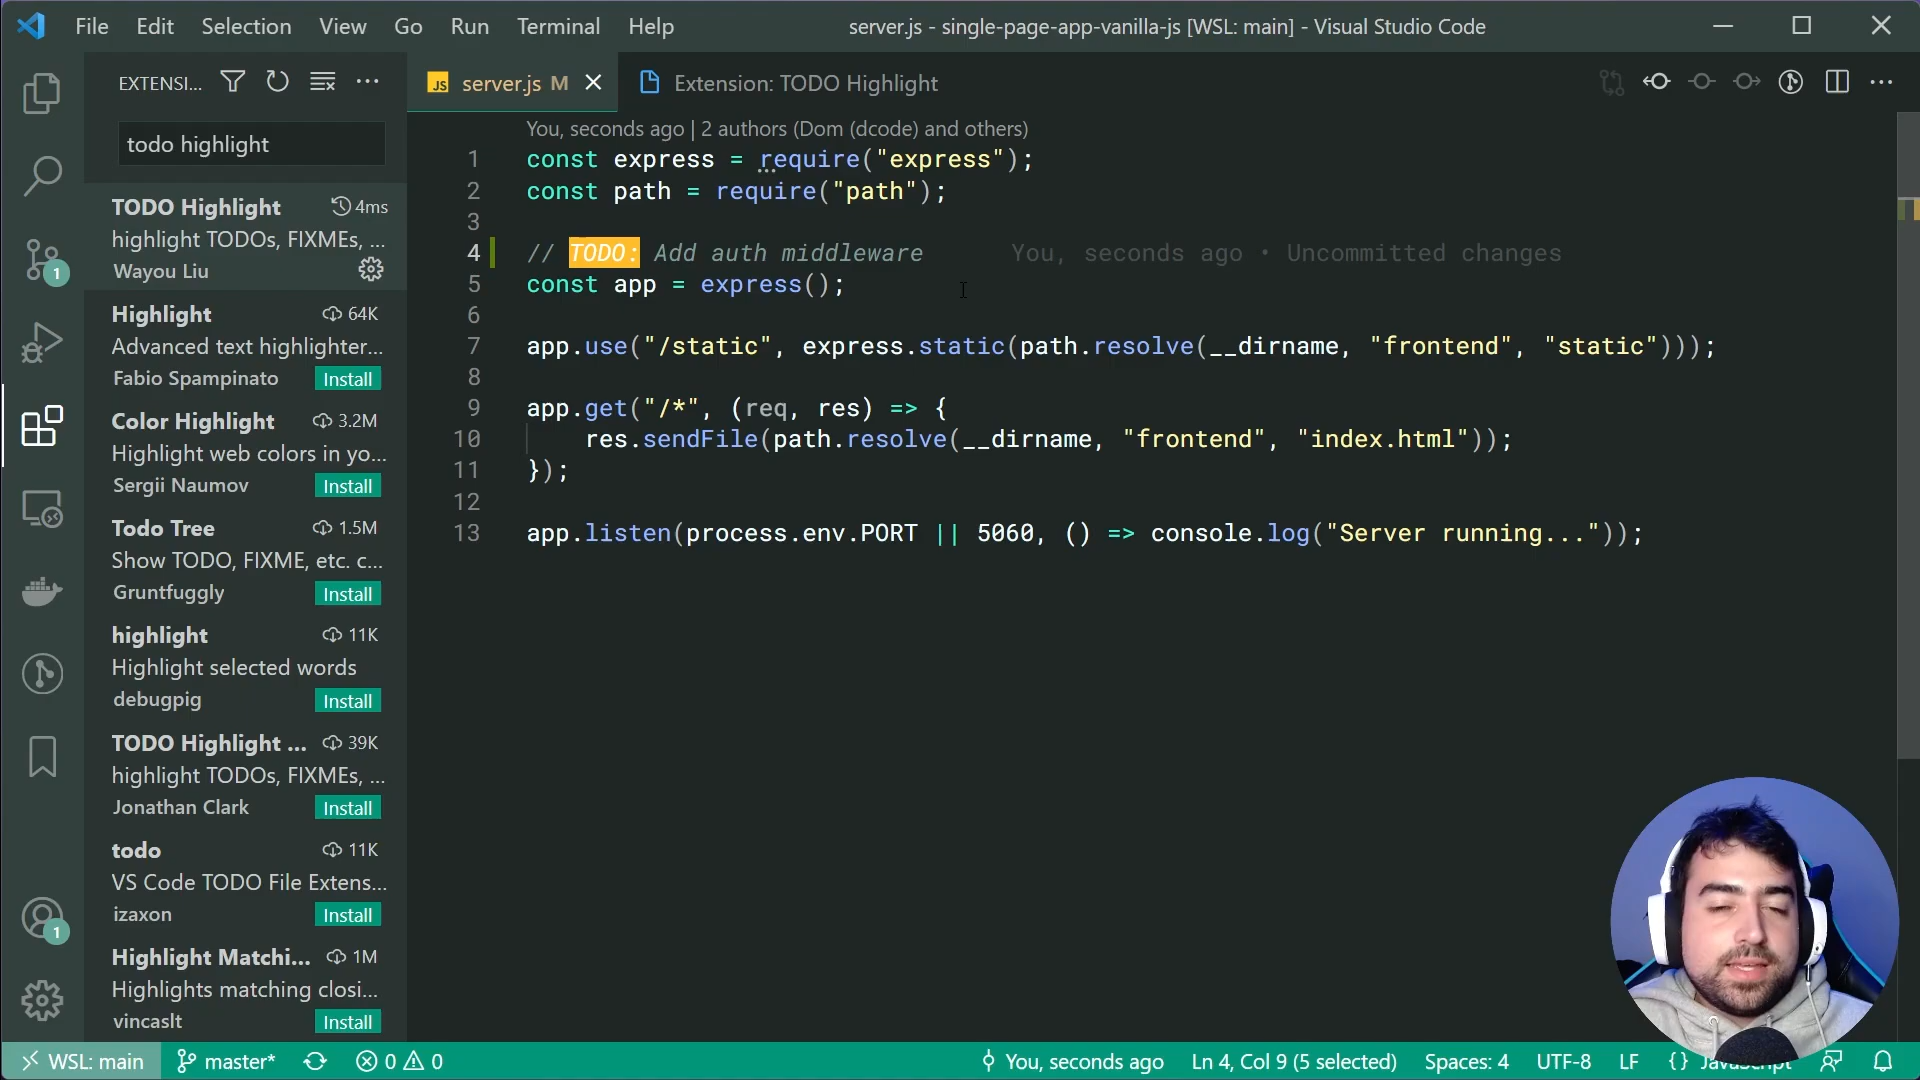 File Edit Selection View Go Run Terminal Help
server.js - single-page-app-vanilla-js [WSL: main] - Visual Studio Code
EXTENSI...
todo highlight
TODO Highlight 4ms
highlight TODOs, FIXMEs, ...
Wayou Liu
Highlight 64K
Advanced text highlighter...
Fabio Spampinato Install
Color Highlight 3.2M
Highlight web colors in yo...
Sergii Naumov Install
Todo Tree 1.5M
Show TODO, FIXME, etc. c...
Gruntfuggly Install
highlight 11K
Highlight selected words
debugpig Install
TODO Highlight ... 39K
highlight TODOs, FIXMEs, ...
Jonathan Clark Install
todo 11K
VS Code TODO File Extens...
izaxon Install
Highlight Matchi... 1M
Highlights matching closi...
vincaslt Install
1
1
JS server.js M
Extension: TODO Highlight
You, seconds ago | 2 authors (Dom (dcode) and others)
1 const express = require("express");
2 const path = require("path");
3
4 // TODO: Add auth middleware You, seconds ago • Uncommitted changes
5 const app = express();
6
7 app.use("/static", express.static(path.resolve(__dirname, "frontend", "static")));
8
9 app.get("/*", (req, res) => {
10 res.sendFile(path.resolve(__dirname, "frontend", "index.html"));
11 });
12
13 app.listen(process.env.PORT || 5060, () => console.log("Server running..."));
WSL: main master* 0 0 You, seconds ago Ln 4, Col 9 (5 selected) Spaces: 4 UTF-8 LF {} JavaScript